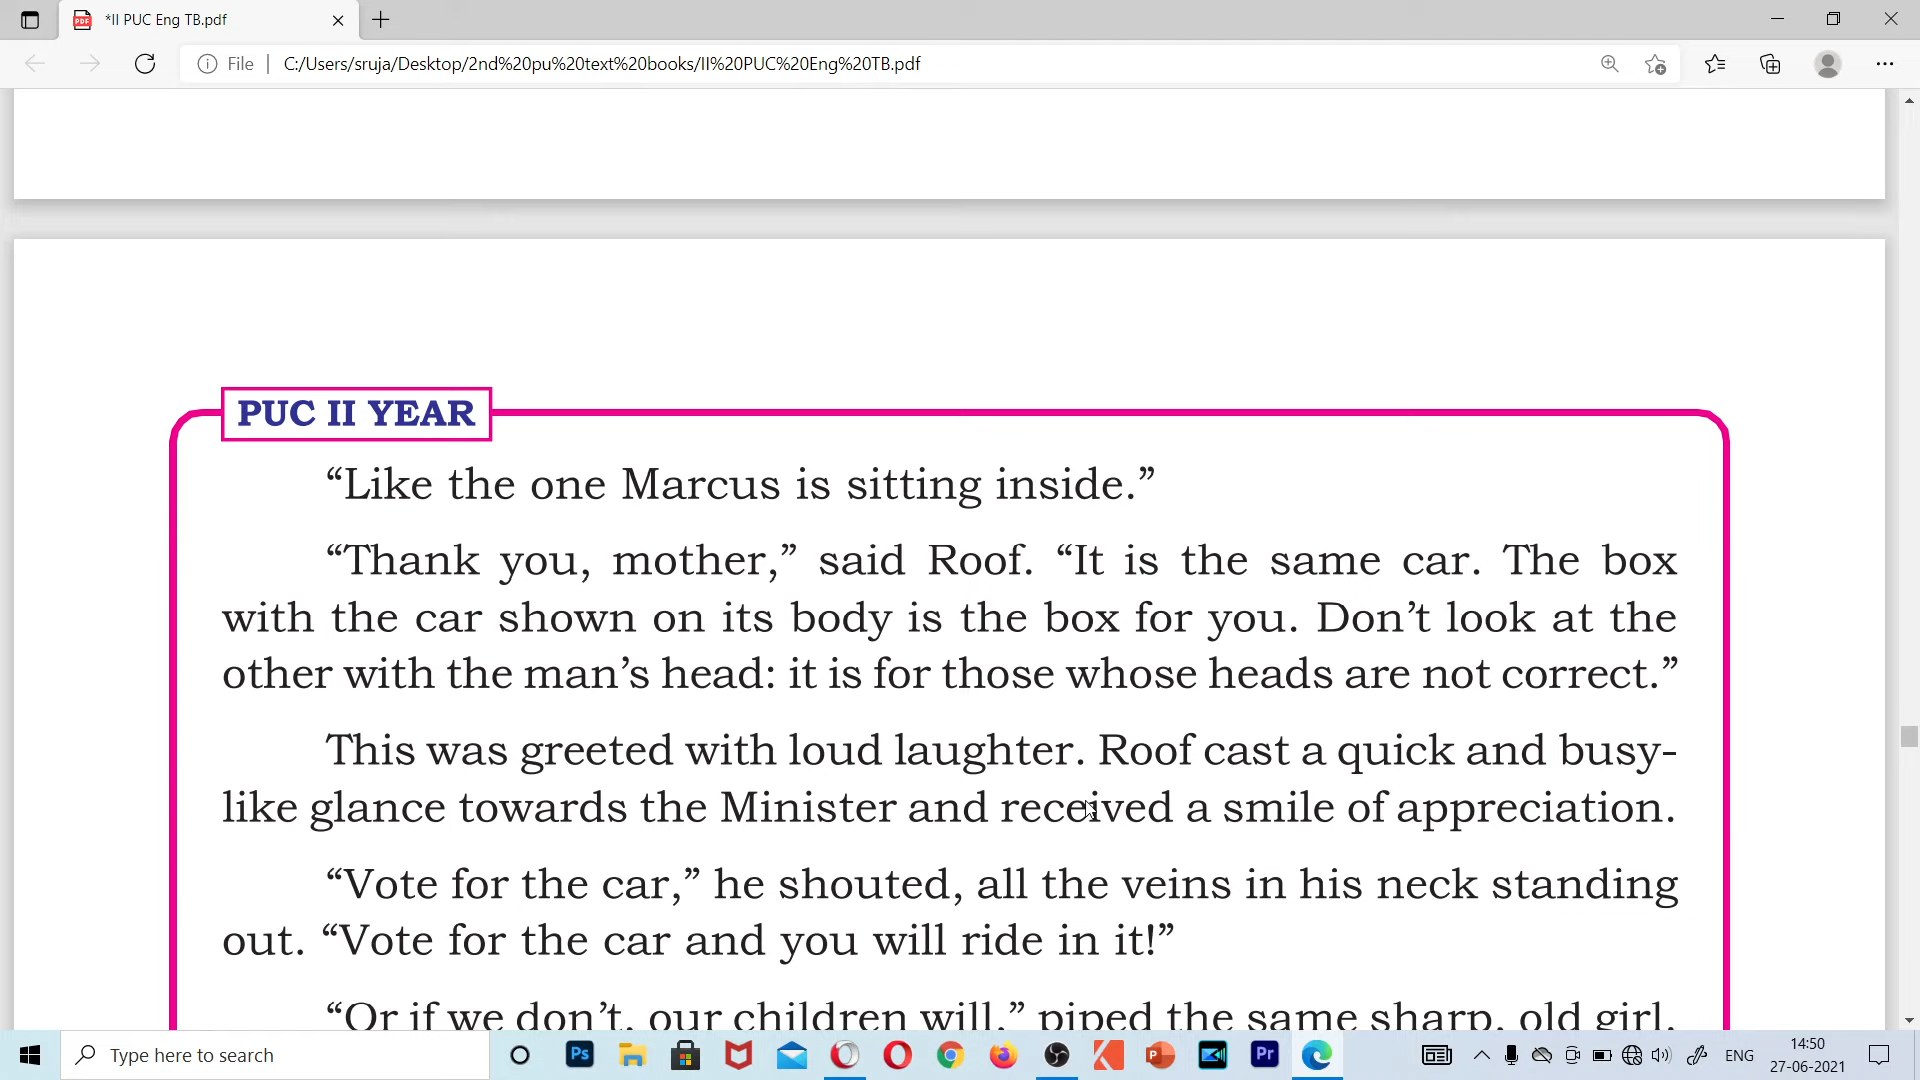 *II PUC Eng TB.pdf
File C:/Users/sruja/Desktop/2nd%20pu%20text%20books/II%20PUC%20Eng%20TB.pdf
PUC II YEAR
“Like the one Marcus is sitting inside.”
“Thank you, mother,” said Roof. “It is the same car. The box
with the car shown on its body is the box for you. Don’t look at the
other with the man’s head: it is for those whose heads are not correct.”
This was greeted with loud laughter. Roof cast a quick and busy-
like glance towards the Minister and received a smile of appreciation.
“Vote for the car,” he shouted, all the veins in his neck standing
out. “Vote for the car and you will ride in it!”
“Or if we don’t, our children will,” piped the same sharp, old girl.
Type here to search
Ps
Pr
ENG
14:50
27-06-2021